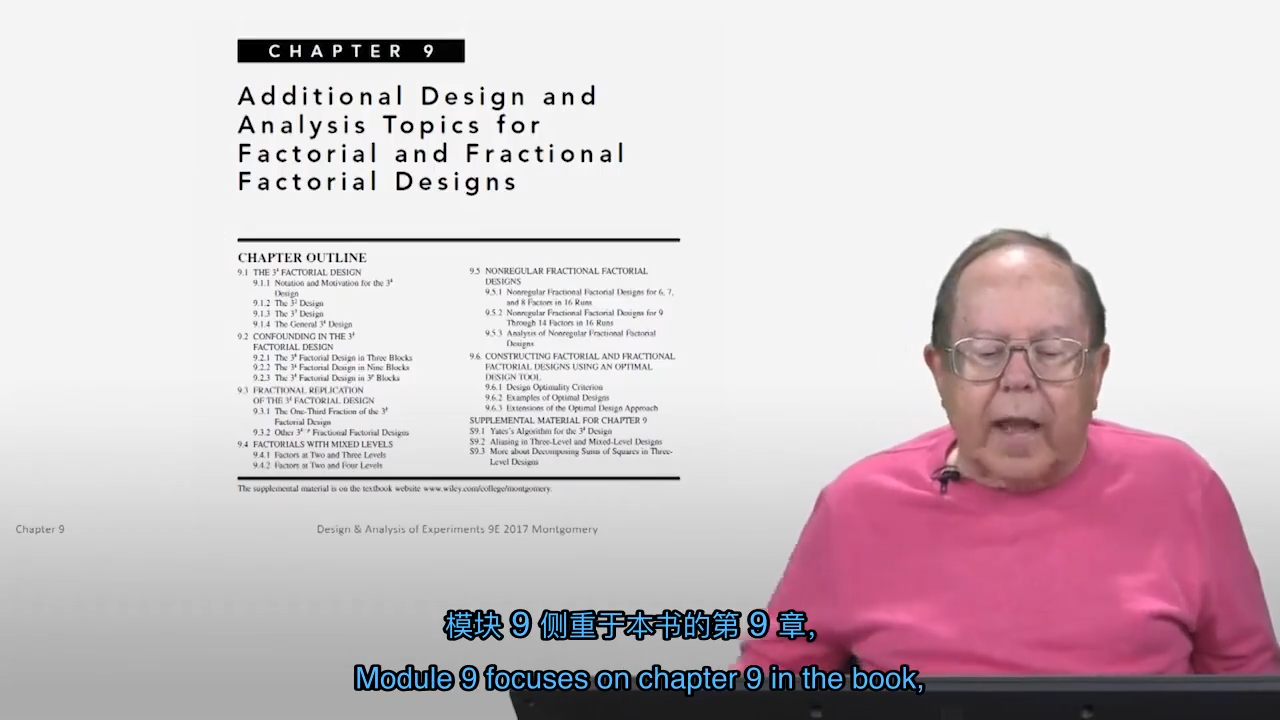 CHAPTER 9
Additional Design and
Analysis Topics for
Factorial and Fractional
Factorial Designs
CHAPTER OUTLINE
9.1 THE 3ᵏ FACTORIAL DESIGN
9.1.1 Notation and Motivation for the 3ᵏ
Design
9.1.2 The 3² Design
9.1.3 The 3³ Design
9.1.4 The General 3ᵏ Design
9.2 CONFOUNDING IN THE 3ᵏ
FACTORIAL DESIGN
9.2.1 The 3ᵏ Factorial Design in Three Blocks
9.2.2 The 3ᵏ Factorial Design in Nine Blocks
9.2.3 The 3ᵏ Factorial Design in 3ᵖ Blocks
9.3 FRACTIONAL REPLICATION
OF THE 3ᵏ FACTORIAL DESIGN
9.3.1 The One-Third Fraction of the 3ᵏ
Factorial Design
9.3.2 Other 3ᵏ⁻ᵖ Fractional Factorial Designs
9.4 FACTORIALS WITH MIXED LEVELS
9.4.1 Factors at Two and Three Levels
9.4.2 Factors at Two and Four Levels
9.5 NONREGULAR FRACTIONAL FACTORIAL
DESIGNS
9.5.1 Nonregular Fractional Factorial Designs for 6, 7,
and 8 Factors in 16 Runs
9.5.2 Nonregular Fractional Factorial Designs for 9
Through 14 Factors in 16 Runs
9.5.3 Analysis of Nonregular Fractional Factorial
Designs
9.6. CONSTRUCTING FACTORIAL AND FRACTIONAL
FACTORIAL DESIGNS USING AN OPTIMAL
DESIGN TOOL
9.6.1 Design Optimality Criterion
9.6.2 Examples of Optimal Designs
9.6.3 Extensions of the Optimal Design Approach
SUPPLEMENTAL MATERIAL FOR CHAPTER 9
S9.1 Yates's Algorithm for the 3ᵏ Design
S9.2 Aliasing in Three-Level and Mixed-Level Designs
S9.3 More about Decomposing Sums of Squares in Three-
Level Designs
The supplemental material is on the textbook website www.wiley.com/college/montgomery.
Chapter 9
Design & Analysis of Experiments 9E 2017 Montgomery
模块 9 侧重于本书的第 9 章,
Module 9 focuses on chapter 9 in the book,